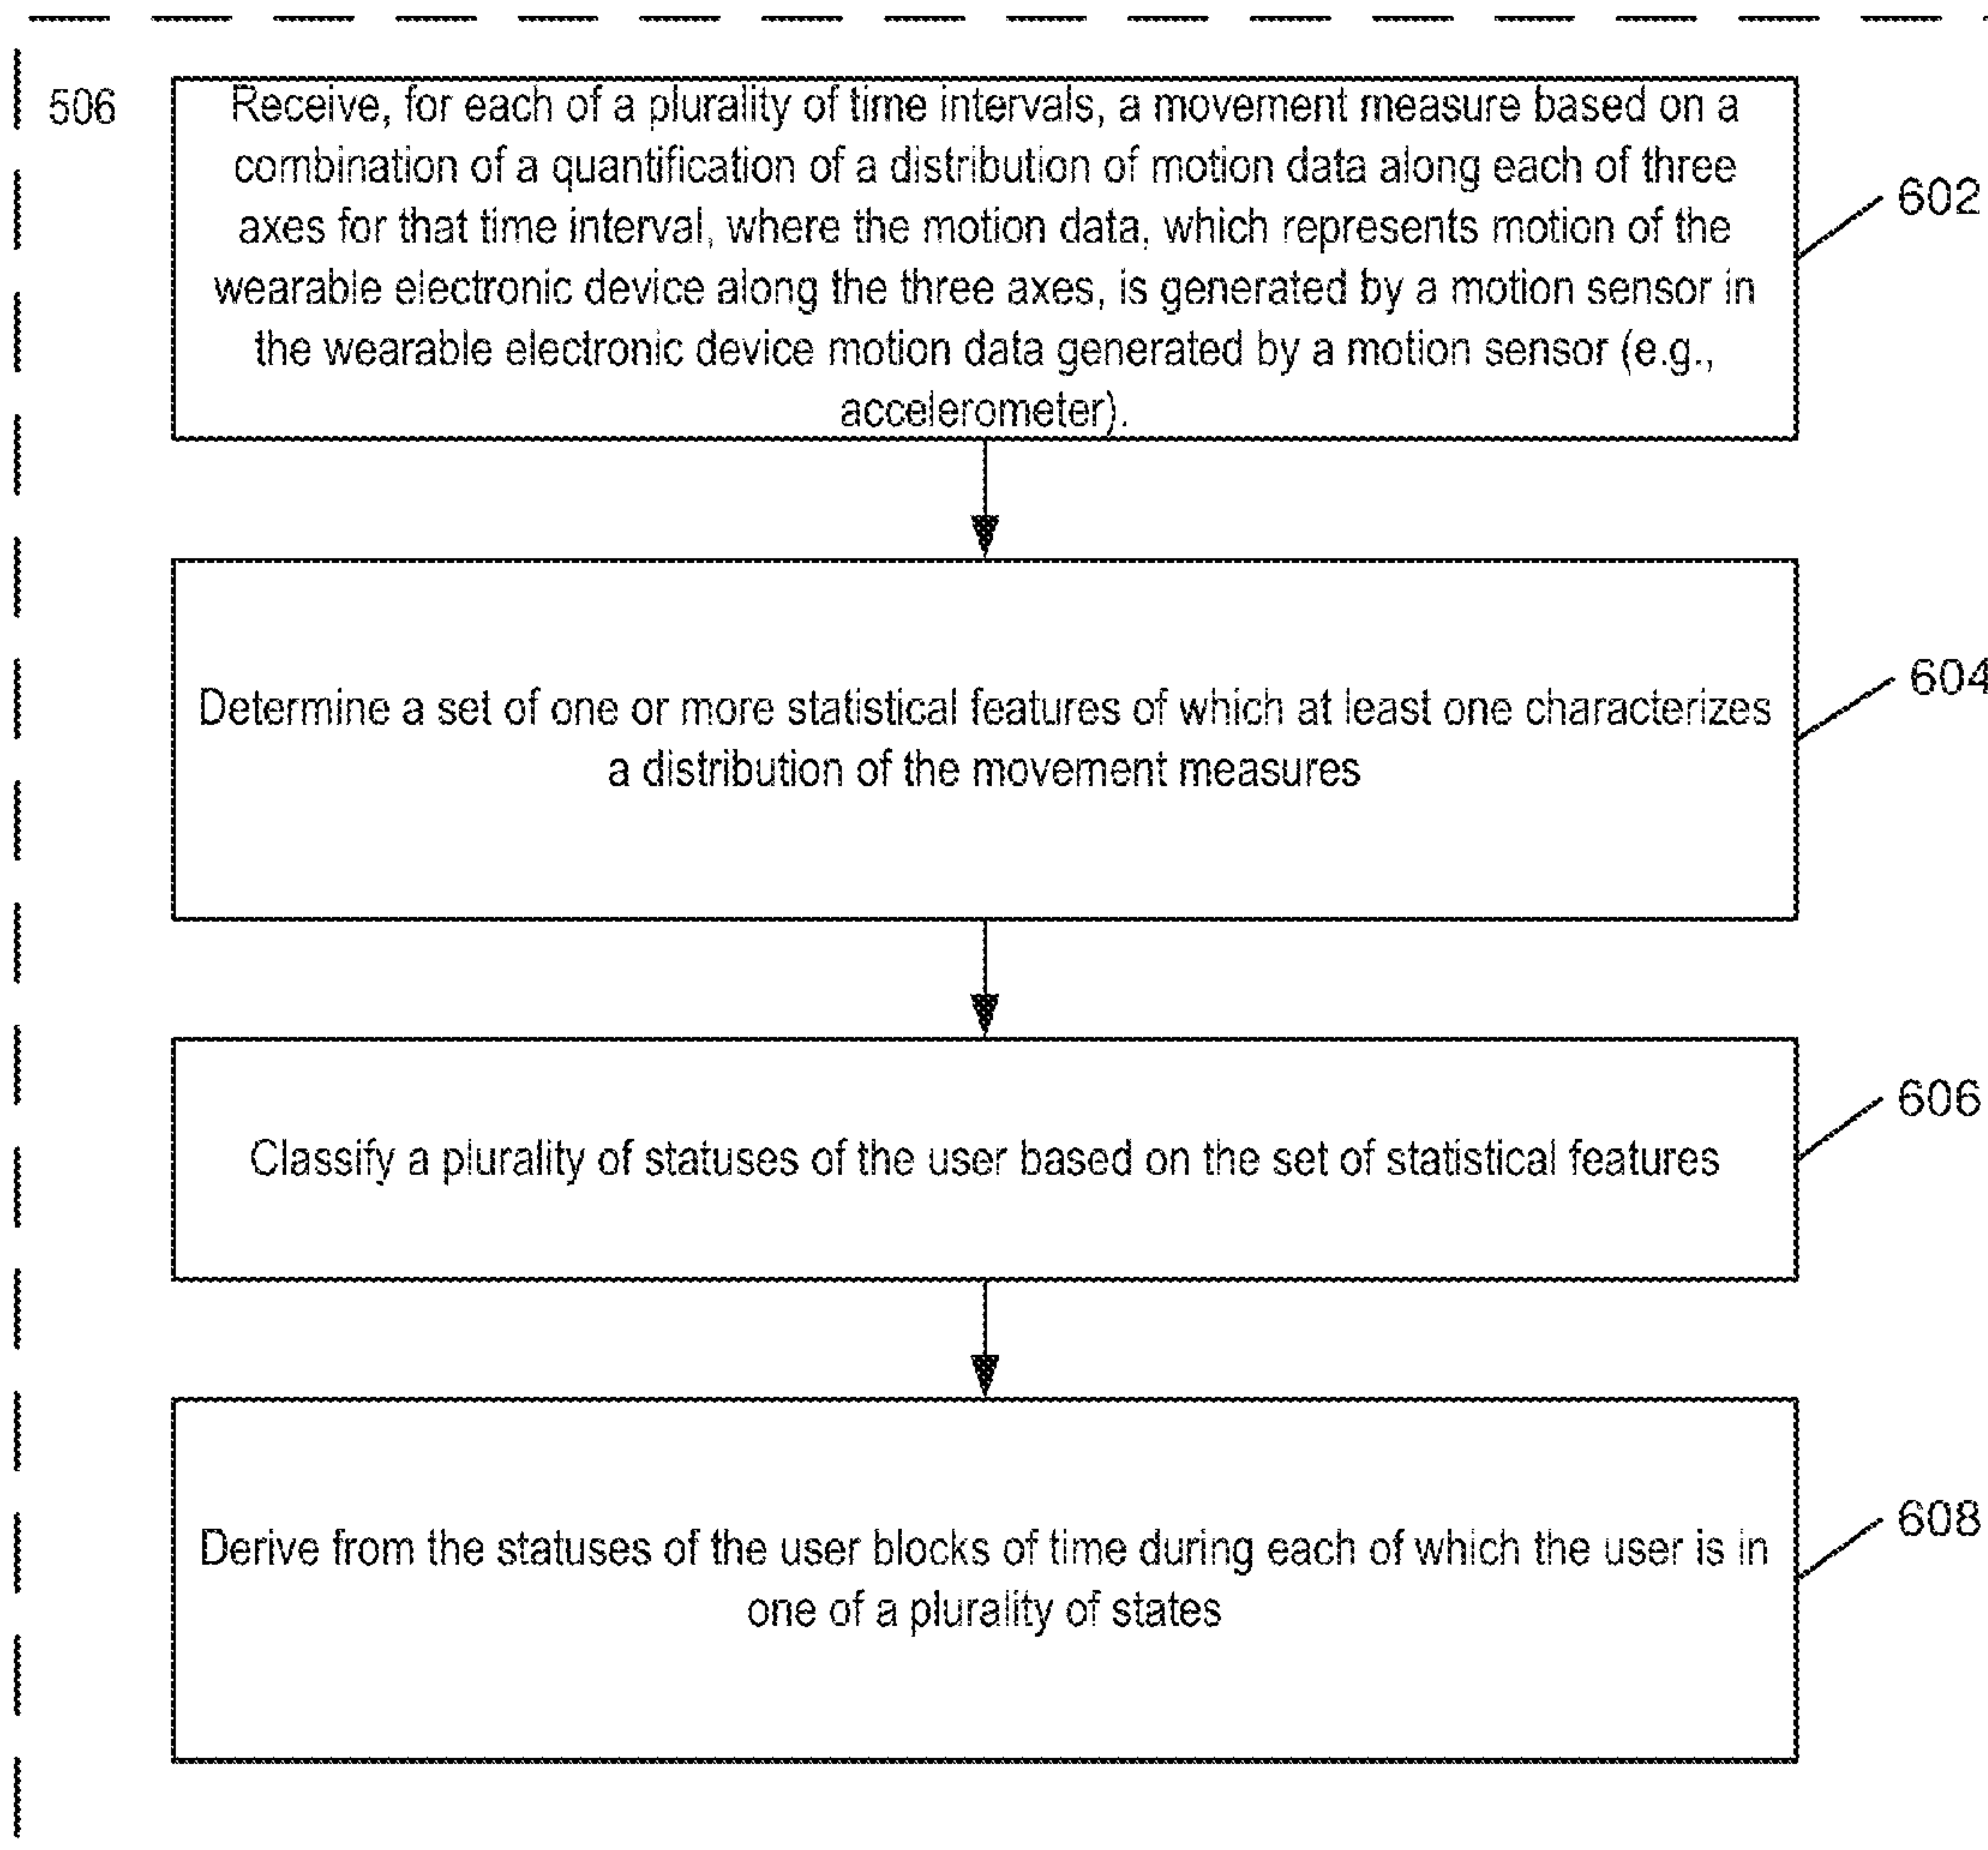 506
Receive, for each of a plurality of time intervals, a movement measure based on a
combination of a quantification of a distribution of motion data along each of three
axes for that time interval, where the motion data, which represents motion of the
wearable electronic device along the three axes, is generated by a motion sensor in
the wearable electronic device motion data generated by a motion sensor (e.g.,
accelerometer).
602
Determine a set of one or more statistical features of which at least one characterizes
a distribution of the movement measures
604
Classify a plurality of statuses of the user based on the set of statistical features
606
Derive from the statuses of the user blocks of time during each of which the user is in
one of a plurality of states
608